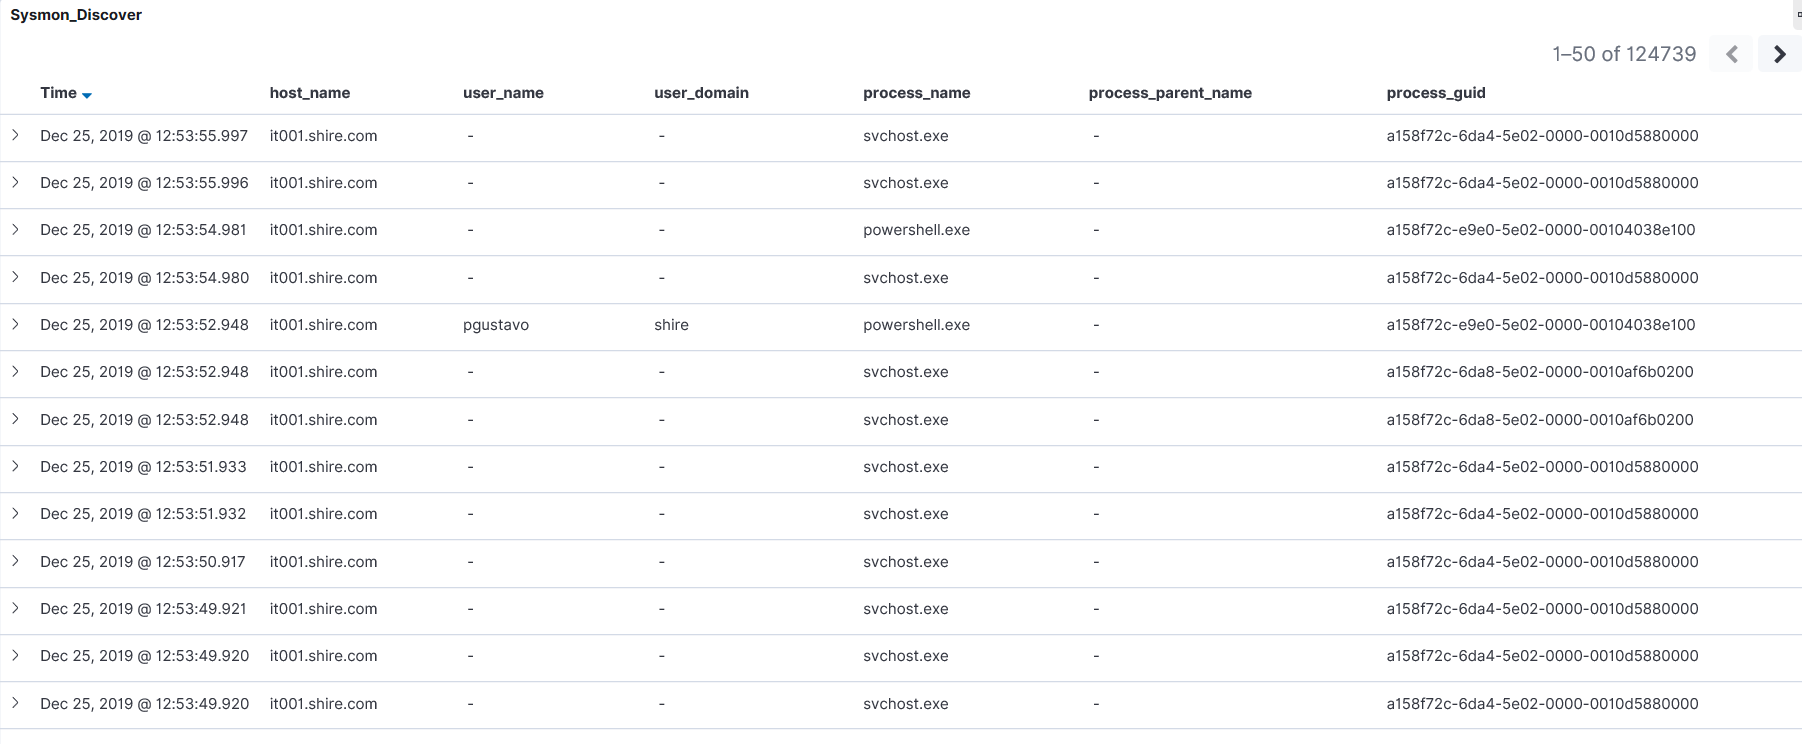 Sysmon_Discover
1–50 of 124739
Time host_name user_name user_domain process_name process_parent_name process_guid
Dec 25, 2019 @ 12:53:55.997 it001.shire.com - - svchost.exe - a158f72c-6da4-5e02-0000-0010d5880000
Dec 25, 2019 @ 12:53:55.996 it001.shire.com - - svchost.exe - a158f72c-6da4-5e02-0000-0010d5880000
Dec 25, 2019 @ 12:53:54.981 it001.shire.com - - powershell.exe - a158f72c-e9e0-5e02-0000-00104038e100
Dec 25, 2019 @ 12:53:54.980 it001.shire.com - - svchost.exe - a158f72c-6da4-5e02-0000-0010d5880000
Dec 25, 2019 @ 12:53:52.948 it001.shire.com pgustavo shire powershell.exe - a158f72c-e9e0-5e02-0000-00104038e100
Dec 25, 2019 @ 12:53:52.948 it001.shire.com - - svchost.exe - a158f72c-6da8-5e02-0000-0010af6b0200
Dec 25, 2019 @ 12:53:52.948 it001.shire.com - - svchost.exe - a158f72c-6da8-5e02-0000-0010af6b0200
Dec 25, 2019 @ 12:53:51.933 it001.shire.com - - svchost.exe - a158f72c-6da4-5e02-0000-0010d5880000
Dec 25, 2019 @ 12:53:51.932 it001.shire.com - - svchost.exe - a158f72c-6da4-5e02-0000-0010d5880000
Dec 25, 2019 @ 12:53:50.917 it001.shire.com - - svchost.exe - a158f72c-6da4-5e02-0000-0010d5880000
Dec 25, 2019 @ 12:53:49.921 it001.shire.com - - svchost.exe - a158f72c-6da4-5e02-0000-0010d5880000
Dec 25, 2019 @ 12:53:49.920 it001.shire.com - - svchost.exe - a158f72c-6da4-5e02-0000-0010d5880000
Dec 25, 2019 @ 12:53:49.920 it001.shire.com - - svchost.exe - a158f72c-6da4-5e02-0000-0010d5880000